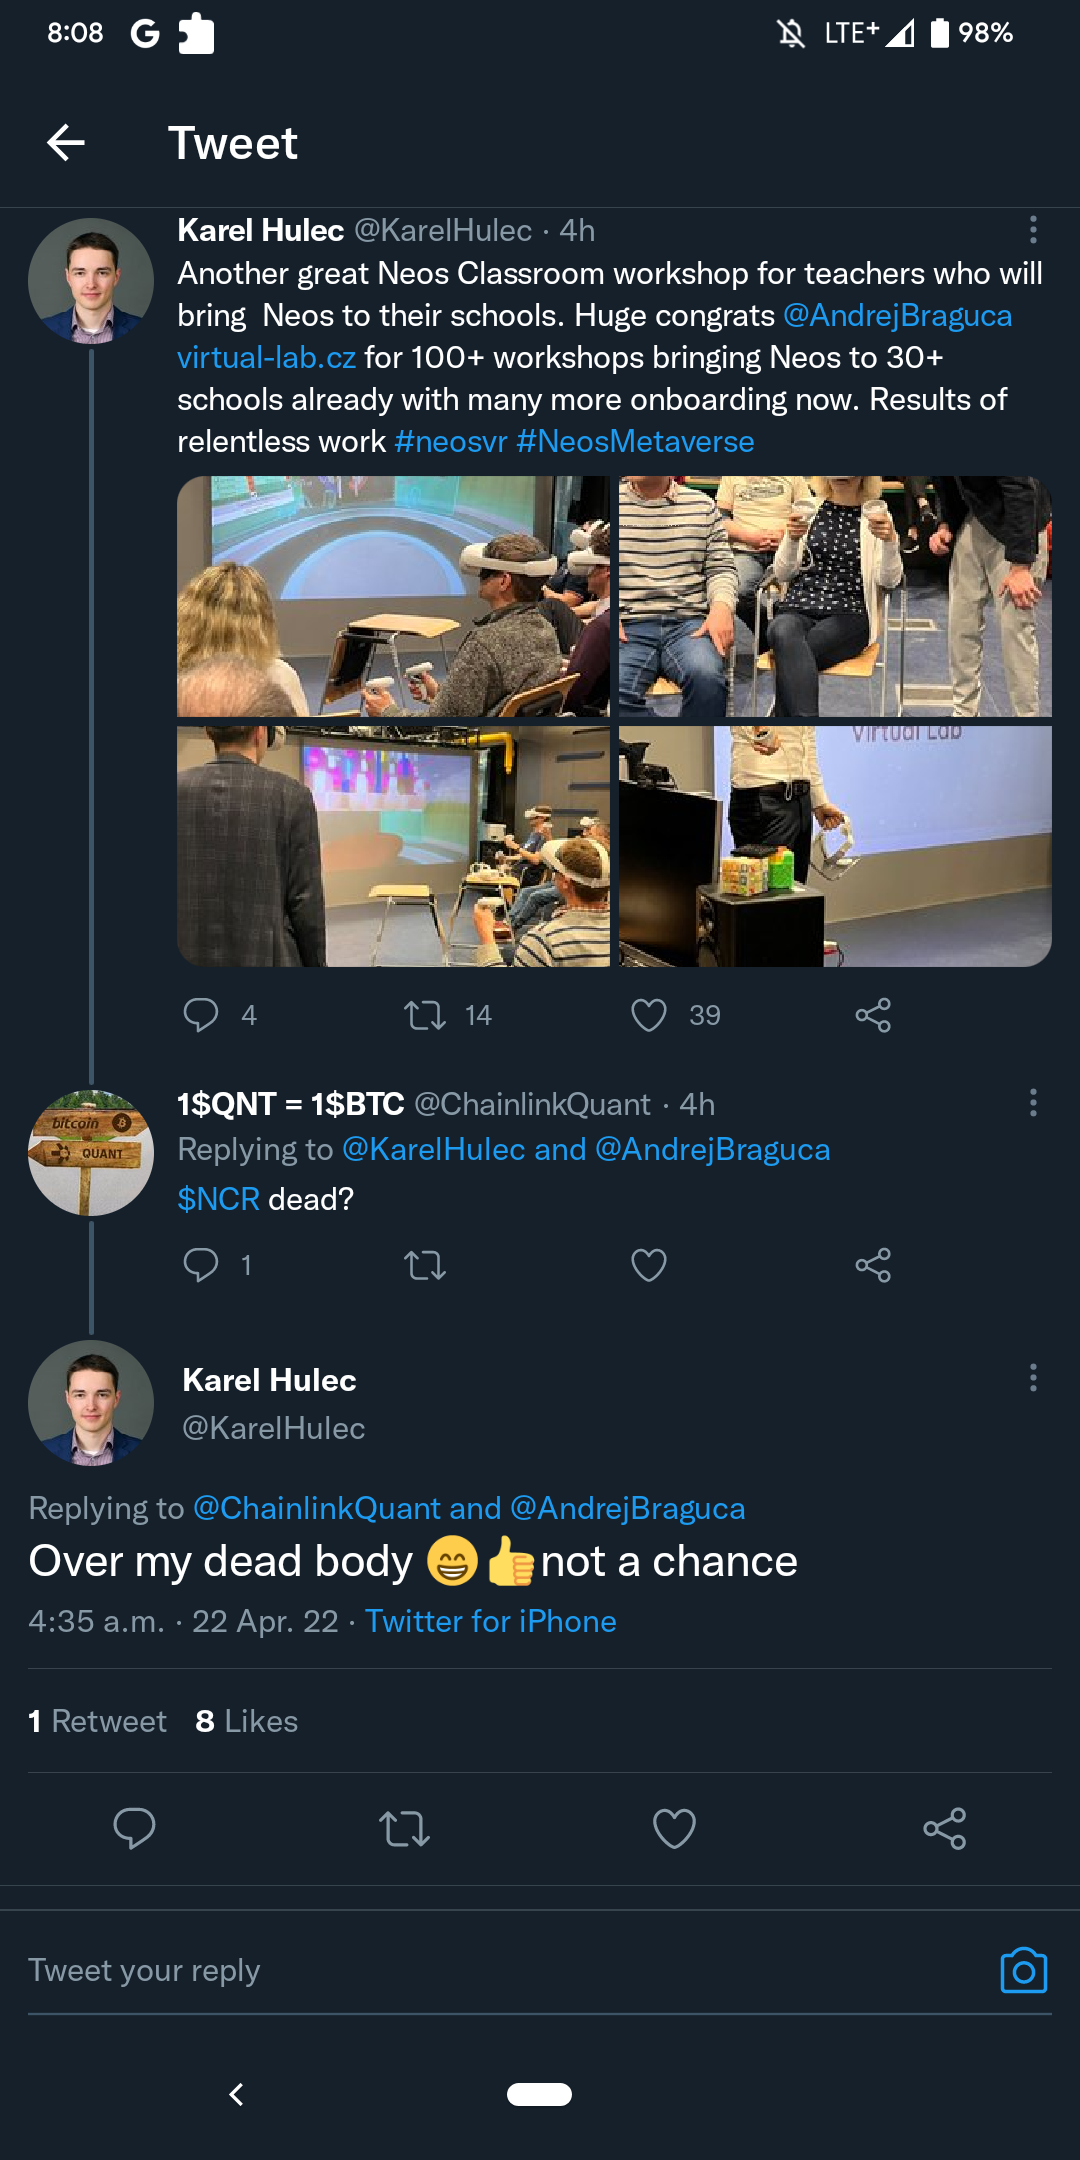 8:08 G LTE+ 98%
Tweet
Karel Hulec @KarelHulec · 4h
Another great Neos Classroom workshop for teachers who will
bring  Neos to their schools. Huge congrats @AndrejBraguca
virtual-lab.cz for 100+ workshops bringing Neos to 30+
schools already with many more onboarding now. Results of
relentless work #neosvr #NeosMetaverse
Virtual Lab
4 14 39
1$QNT = 1$BTC @ChainlinkQuant · 4h
bitcoin
QUANT
Replying to @KarelHulec and @AndrejBraguca
$NCR dead?
1
Karel Hulec
@KarelHulec
Replying to @ChainlinkQuant and @AndrejBraguca
Over my dead body 😁👍not a chance
4:35 a.m. · 22 Apr. 22 · Twitter for iPhone
1 Retweet 8 Likes
Tweet your reply